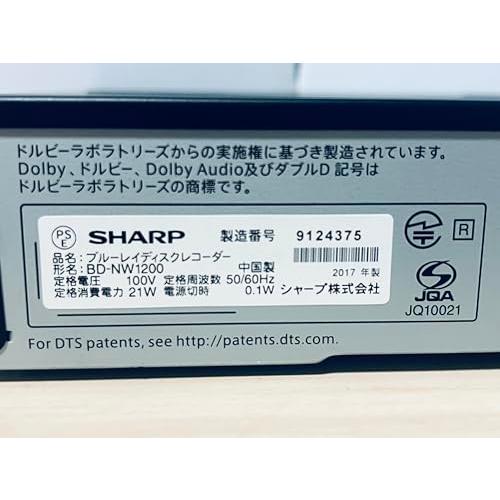 ドルビーラボラトリーズからの実施権に基づき製造されています。
Dolby、ドルビー、Dolby Audio及びダブルD 記号は
ドルビーラボラトリーズの商標です。
PS
E
SHARP 製造番号 9124375
品名：ブルーレイディスクレコーダー
形名：BD-NW1200 中国製 2017 年製
定格電圧 100V 定格周波数 50/60Hz
定格消費電力 21W 電源切時 0.1W シャープ株式会社
R
JQA
JQ10021
For DTS patents, see http://patents.dts.com.